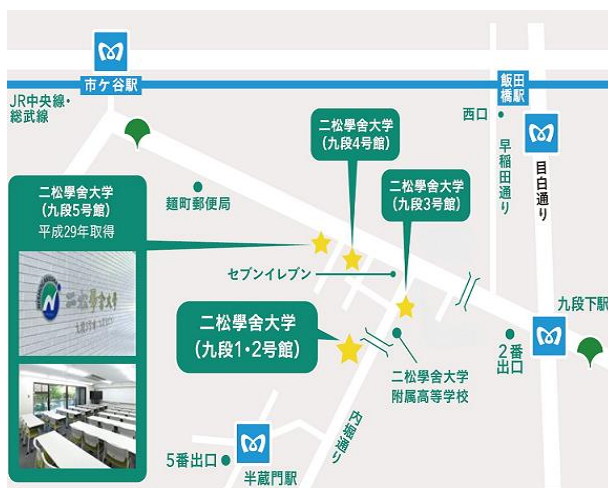 市ケ谷駅
JR中央線・
総武線
飯田
橋駅
西口
早稲田通り
目白通り
二松學舍大学
(九段4号館)
二松學舍大学
(九段3号館)
二松學舍大学
(九段5号館)
平成29年取得
麹町郵便局
二松學舍大學
セブンイレブン
二松學舍大学
(九段1・2号館)
九段下駅
2番
出口
二松學舍大学
附属高等学校
内堀通り
5番出口
半蔵門駅